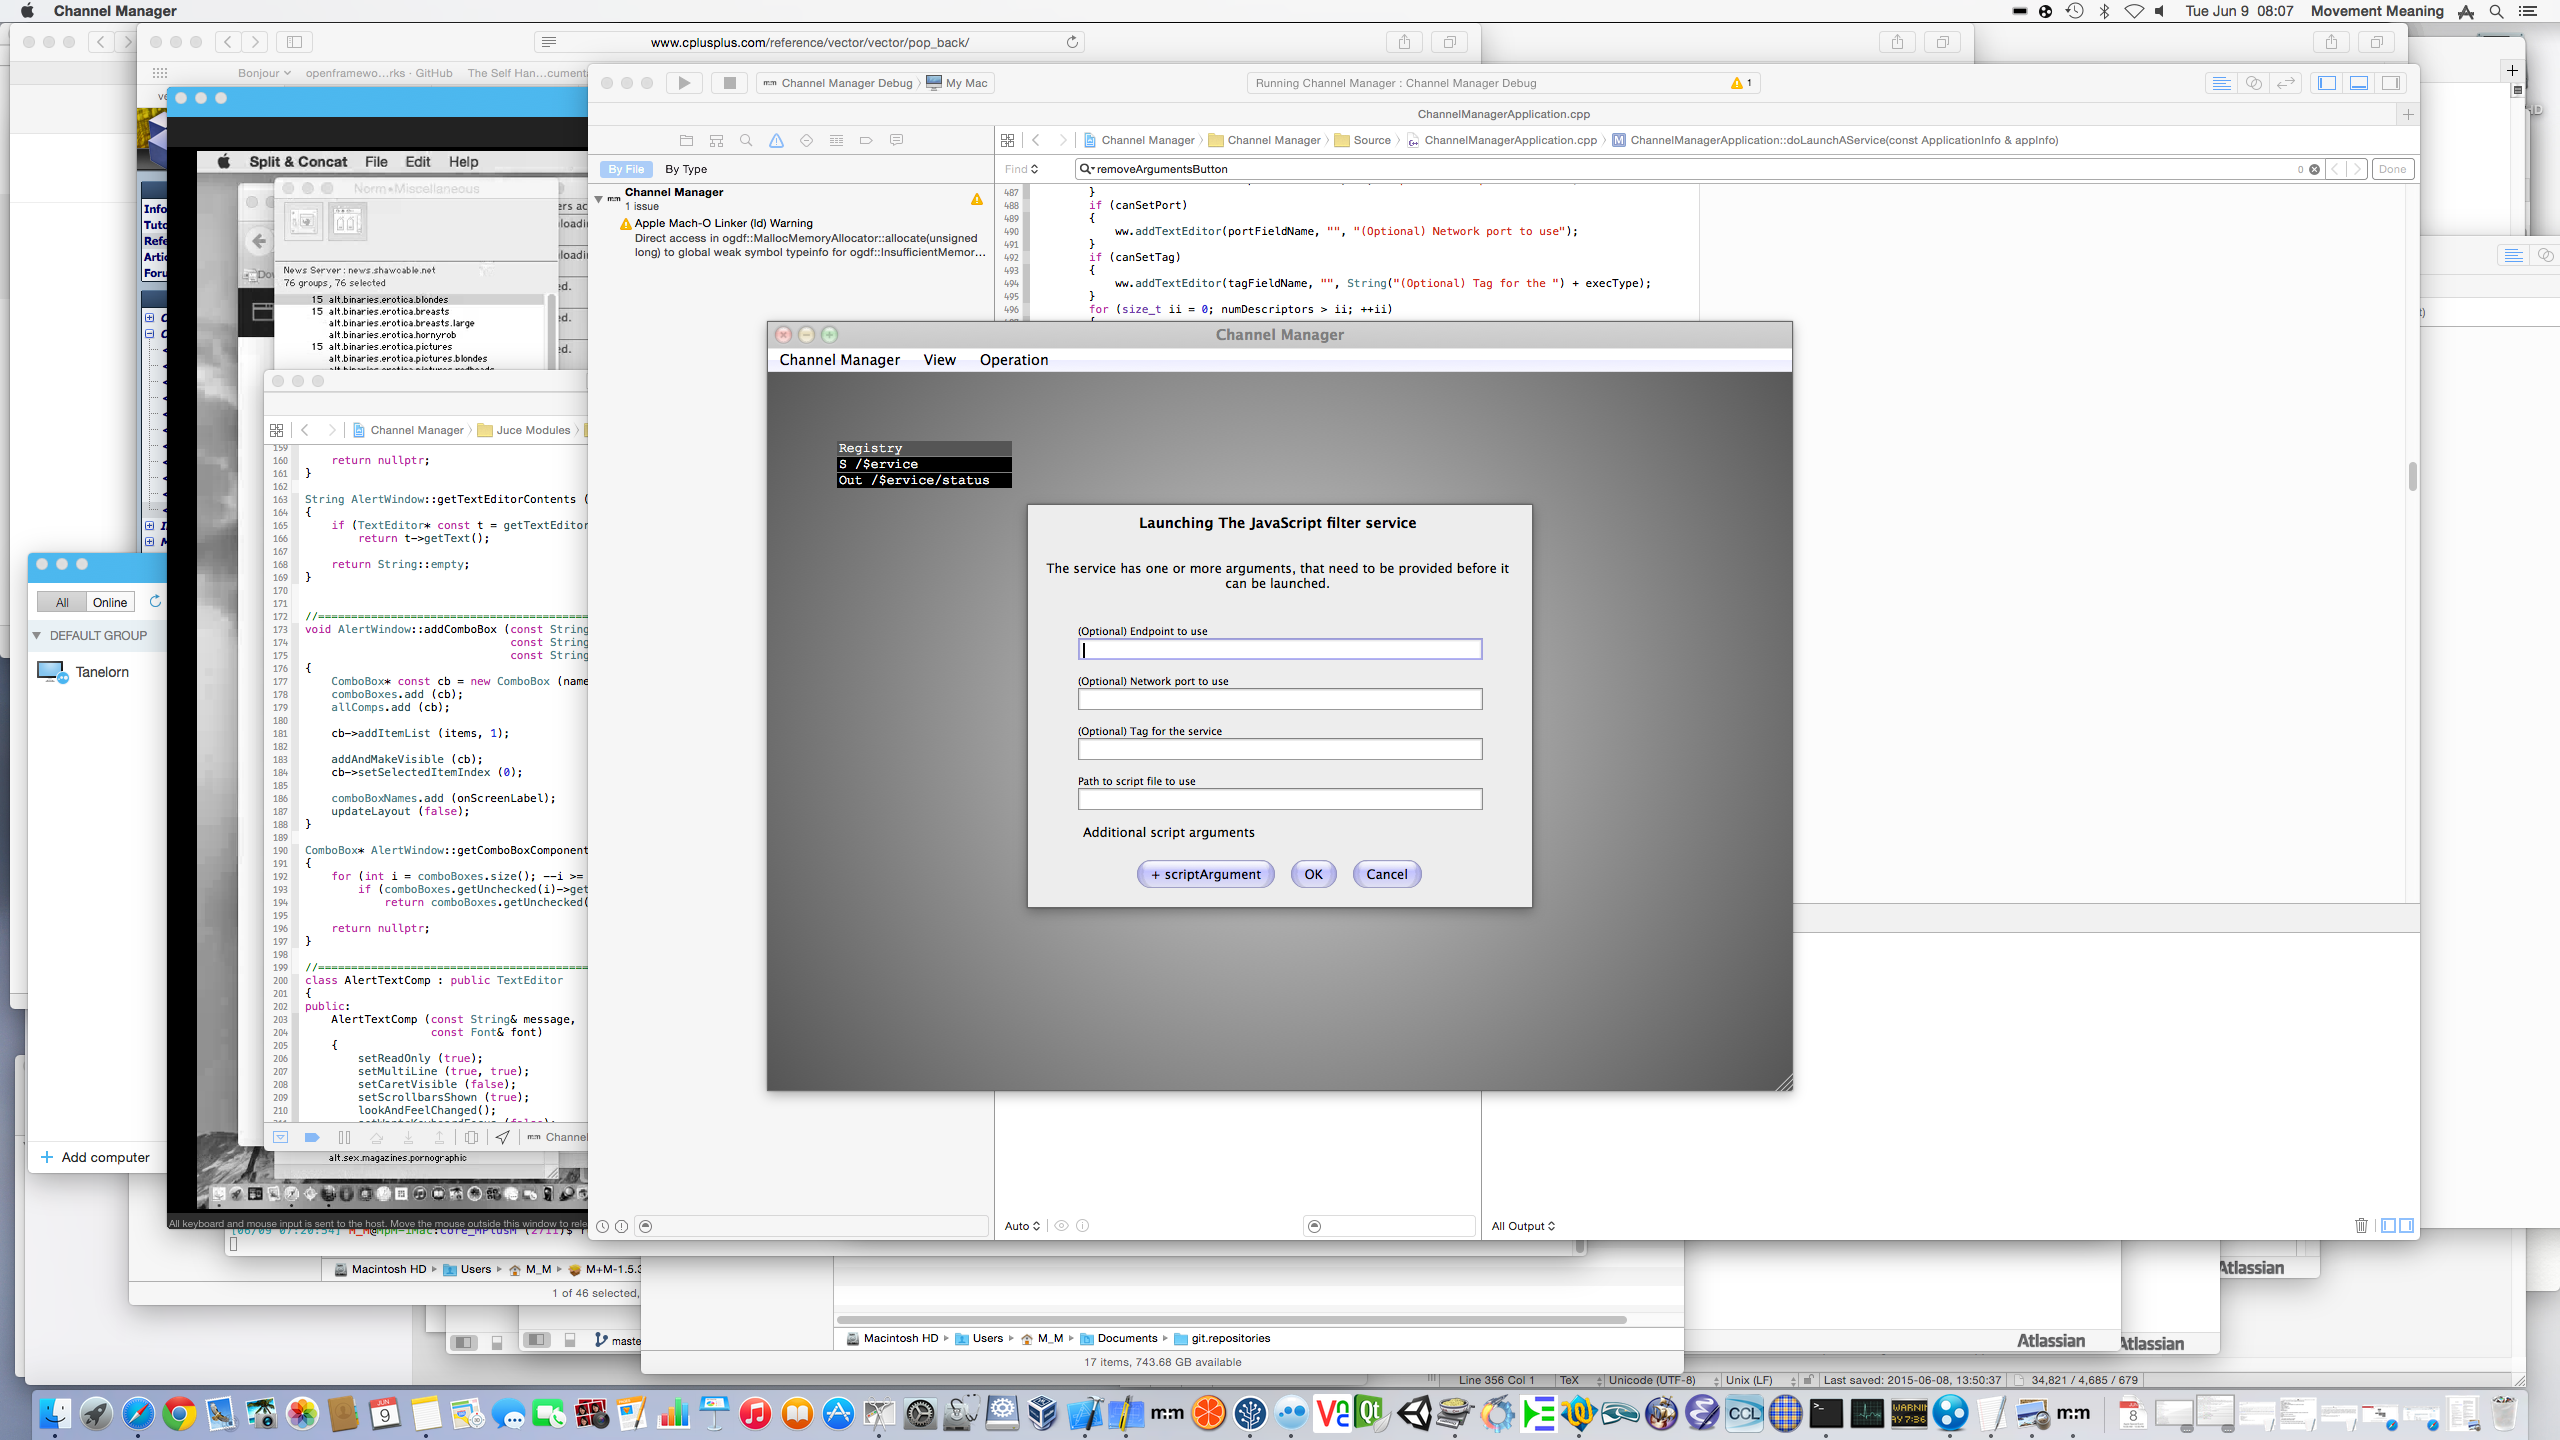 Channel Manager
Tue Jun 9 08:07
Movement Meaning
www.cplusplus.com/reference/vector/vector/pop_back/
Bonjour
openframewo...rks · GitHub
The Self Han...cument
Channel Manager Debug
My Mac
Running Channel Manager : Channel Manager Debug
1
ChannelManagerApplication.cpp
Channel Manager
Channel Manager
Source
ChannelManagerApplication.cpp
ChannelManagerApplication::doLaunchAService(const ApplicationInfo & appInfo)
By File
By Type
Find
removeArgumentsButton
0
Done
Channel Manager
1 issue
Apple Mach-O Linker (ld) Warning
Direct access in ogdf::MallocMemoryAllocator::allocate(unsigned
long) to global weak symbol typeinfo for ogdf::InsufficientMemor...
487 }
488 if (canSetPort)
489 {
490 ww.addTextEditor(portFieldName, "", "(Optional) Network port to use");
491 }
492 if (canSetTag)
493 {
494 ww.addTextEditor(tagFieldName, "", String("(Optional) Tag for the ") + execType);
495 }
496 for (size_t ii = 0; numDescriptors > ii; ++ii)
Split & Concat File Edit Help
Norm•Miscellaneous
News Server : news.shawcable.net
76 groups, 76 selected
15 alt.binaries.erotica.blondes
15 alt.binaries.erotica.breasts
alt.binaries.erotica.breasts.large
alt.binaries.erotica.hornyrob
15 alt.binaries.erotica.pictures
alt.binaries.erotica.pictures.blondes
Info
Tuto
Refe
Artic
Foru
Channel Manager
Juce Modules
159
160 return nullptr;
161 }
162
163 String AlertWindow::getTextEditorContents (
164 {
165 if (TextEditor* const t = getTextEditor
166 return t->getText();
167
168 return String::empty;
169 }
170
171
172 //=========================================
173 void AlertWindow::addComboBox (const String
174 const String
175 const String
176 {
177 ComboBox* const cb = new ComboBox (name
178 comboBoxes.add (cb);
179 allComps.add (cb);
180
181 cb->addItemList (items, 1);
182
183 addAndMakeVisible (cb);
184 cb->setSelectedItemIndex (0);
185
186 comboBoxNames.add (onScreenLabel);
187 updateLayout (false);
188 }
189
190 ComboBox* AlertWindow::getComboBoxComponent
191 {
192 for (int i = comboBoxes.size(); --i >=
193 if (comboBoxes.getUnchecked(i)->get
194 return comboBoxes.getUnchecked(
195
196 return nullptr;
197 }
198
199 //=========================================
200 class AlertTextComp : public TextEditor
201 {
202 public:
203 AlertTextComp (const String& message,
204 const Font& font)
205 {
206 setReadOnly (true);
207 setMultiLine (true, true);
208 setCaretVisible (false);
209 setScrollbarsShown (true);
210 lookAndFeelChanged();
Channel
alt.sex.magazines.pornographic
All keyboard and mouse input is sent to the host. Move the mouse outside this window to rele
All
Online
DEFAULT GROUP
Tanelorn
Add computer
Channel Manager
Channel Manager View Operation
Registry
S /$ervice
Out /$ervice/status
Launching The JavaScript filter service
The service has one or more arguments, that need to be provided before it
can be launched.
(Optional) Endpoint to use
(Optional) Network port to use
(Optional) Tag for the service
Path to script file to use
Additional script arguments
+ scriptArgument
OK
Cancel
Auto
All Output
Macintosh HD
Users
M_M
M+M-1.5.3
1 of 46 selected,
master
Macintosh HD
Users
M_M
Documents
git.repositories
17 items, 743.68 GB available
Atlassian
Atlassian
Atlassian
Line 356 Col 1
TeX
Unicode (UTF-8)
Unix (LF)
Last saved: 2015-06-08, 13:50:37
34,821 / 4,685 / 679